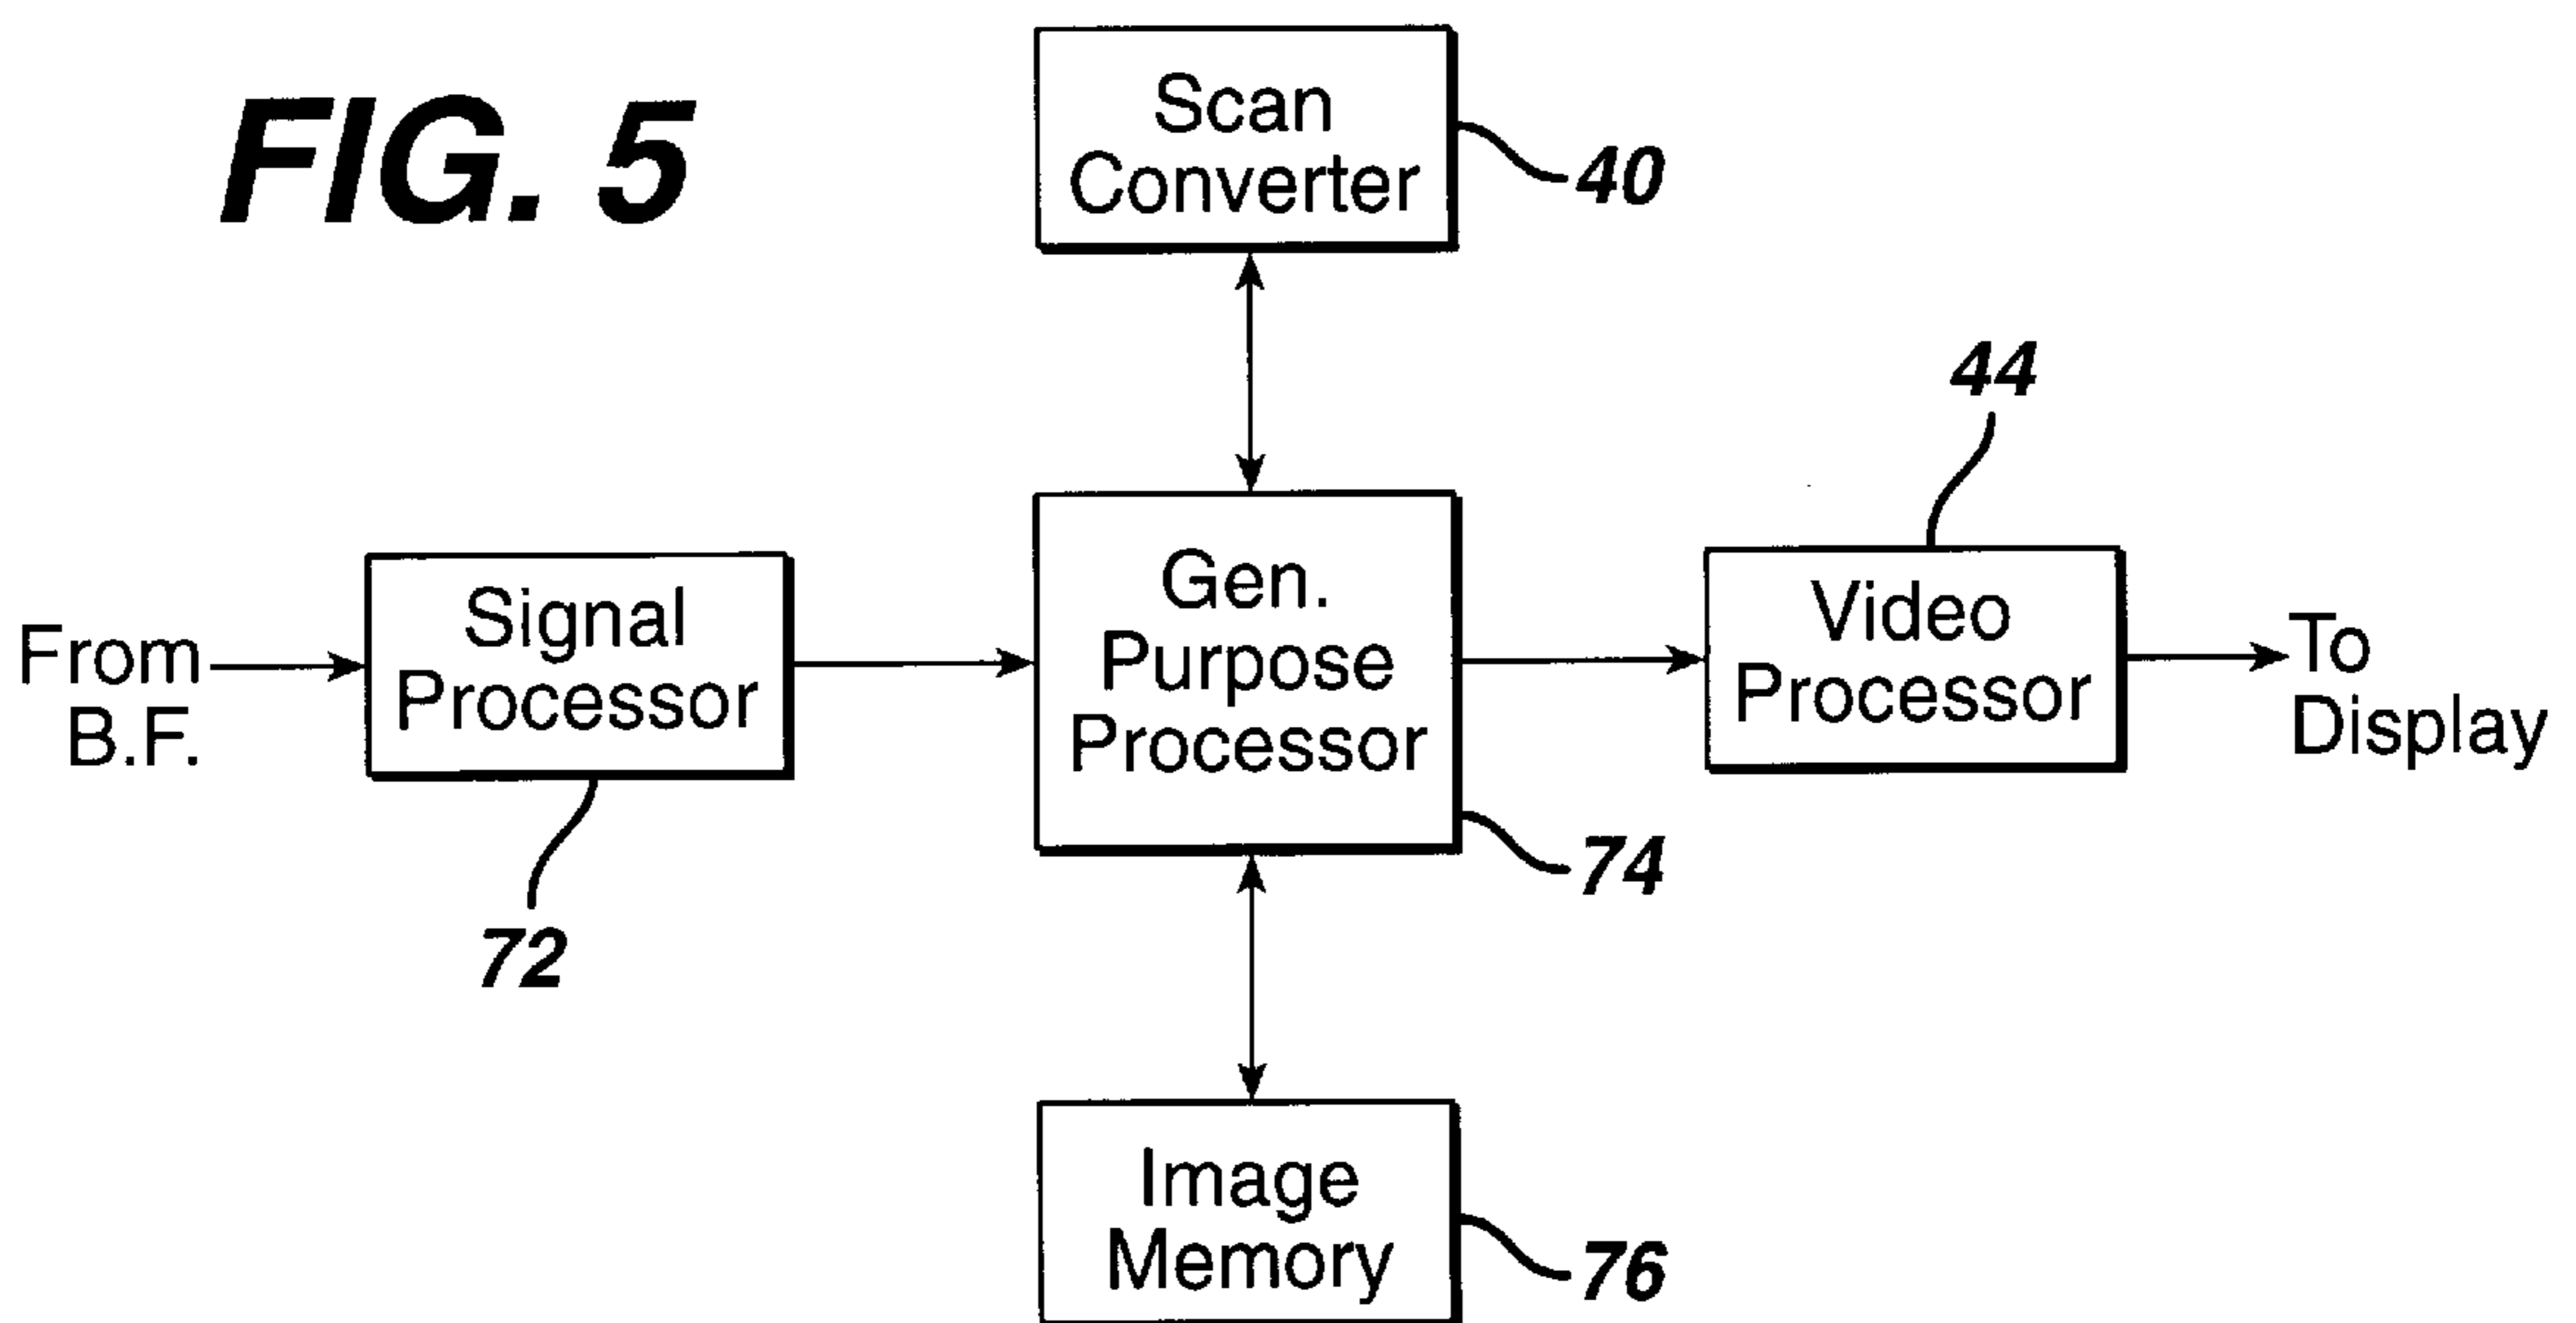 FIG. 5
Scan
Converter
40
44
From
B.F.
Signal
Processor
72
Gen.
Purpose
Processor
74
Video
Processor
To
Display
Image
Memory
76